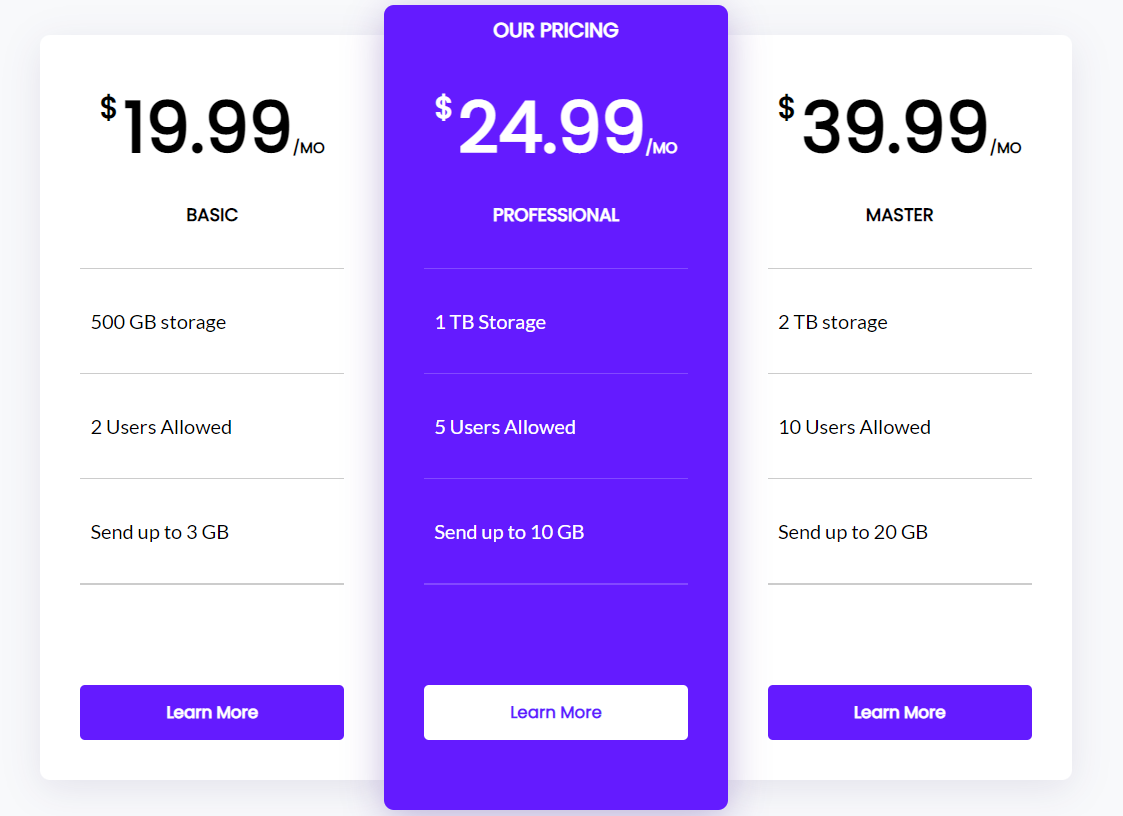 OUR PRICING
$19.99/MO
BASIC
500 GB storage
2 Users Allowed
Send up to 3 GB
Learn More
$24.99/MO
PROFESSIONAL
1 TB Storage
5 Users Allowed
Send up to 10 GB
Learn More
$39.99/MO
MASTER
2 TB storage
10 Users Allowed
Send up to 20 GB
Learn More